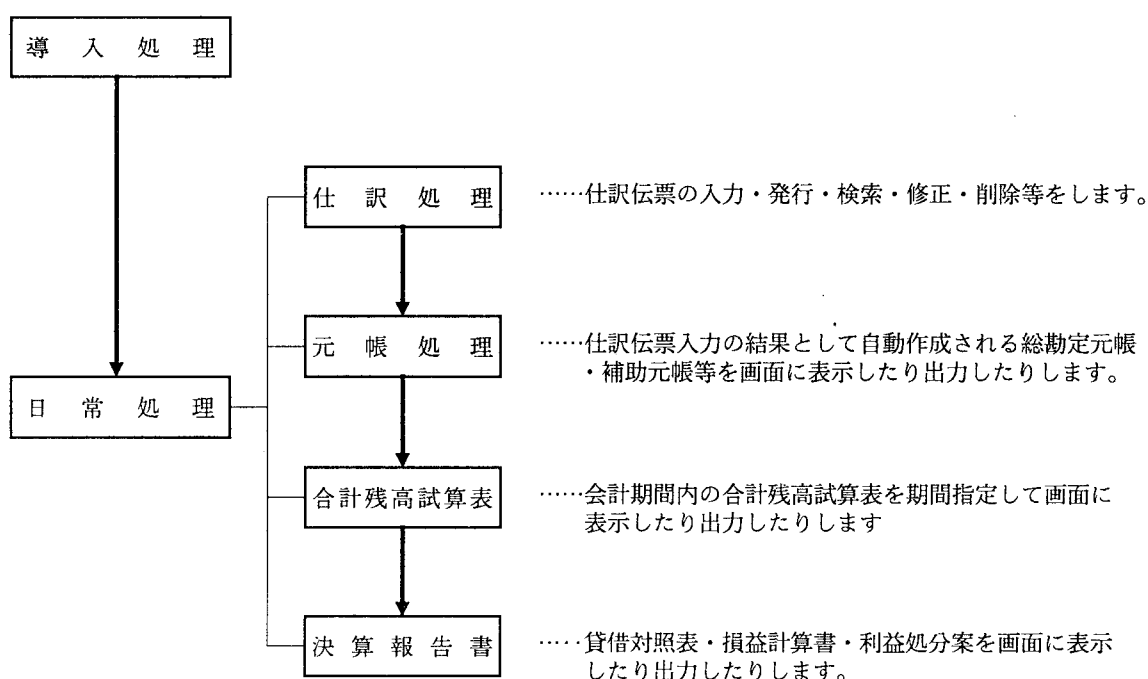 導入処理
仕訳処理
……仕訳伝票の入力・発行・検索・修正・削除等をします。
元帳処理
……仕訳伝票入力の結果として自動作成される総勘定元帳
・補助元帳等を画面に表示したり出力したりします。
日常処理
合計残高試算表
……会計期間内の合計残高試算表を期間指定して画面に
表示したり出力したりします
決算報告書
……貸借対照表・損益計算書・利益処分案を画面に表示
したり出力したりします。